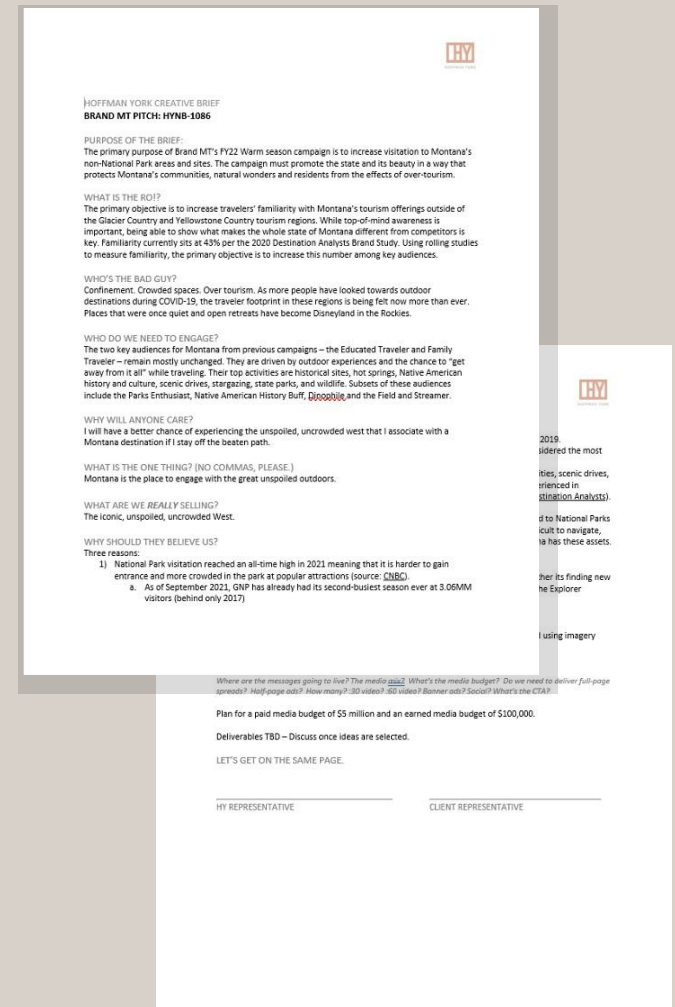 HY
HOFFMAN YORK
HOFFMAN YORK CREATIVE BRIEF
BRAND MT PITCH: HYNB-1086
PURPOSE OF THE BRIEF:
The primary purpose of Brand MT's FY22 Warm season campaign is to increase visitation to Montana's
non-National Park areas and sites. The campaign must promote the state and its beauty in a way that
protects Montana's communities, natural wonders and residents from the effects of over-tourism.
WHAT IS THE RO!?
The primary objective is to increase travelers' familiarity with Montana's tourism offerings outside of
the Glacier Country and Yellowstone Country tourism regions. While top-of-mind awareness is
important, being able to show what makes the whole state of Montana different from competitors is
key. Familiarity currently sits at 43% per the 2020 Destination Analysts Brand Study. Using rolling studies
to measure familiarity, the primary objective is to increase this number among key audiences.
WHO'S THE BAD GUY?
Confinement. Crowded spaces. Over tourism. As more people have looked towards outdoor
destinations during COVID-19, the traveler footprint in these regions is being felt now more than ever.
Places that were once quiet and open retreats have become Disneyland in the Rockies.
WHO DO WE NEED TO ENGAGE?
The two key audiences for Montana from previous campaigns – the Educated Traveler and Family
Traveler – remain mostly unchanged. They are driven by outdoor experiences and the chance to "get
away from it all" while traveling. Their top activities are historical sites, hot springs, Native American
history and culture, scenic drives, stargazing, state parks, and wildlife. Subsets of these audiences
include the Parks Enthusiast, Native American History Buff, Dinophile and the Field and Streamer.
WHY WILL ANYONE CARE?
I will have a better chance of experiencing the unspoiled, uncrowded west that I associate with a
Montana destination if I stay off the beaten path.
WHAT IS THE ONE THING? (NO COMMAS, PLEASE.)
Montana is the place to engage with the great unspoiled outdoors.
WHAT ARE WE REALLY SELLING?
The iconic, unspoiled, uncrowded West.
WHY SHOULD THEY BELIEVE US?
Three reasons:
1) National Park visitation reached an all-time high in 2021 meaning that it is harder to gain
entrance and more crowded in the park at popular attractions (source: CNBC).
a. As of September 2021, GNP has already had its second-busiest season ever at 3.06MM
visitors (behind only 2017)
HY
HOFFMAN YORK
2019.
sidered the most
ities, scenic drives,
erienced in
stination Analysts).
d to National Parks
icult to navigate,
na has these assets.
her its finding new
he Explorer
l using imagery
Where are the messages going to live? The media mix? What's the media budget? Do we need to deliver full-page
spreads? Half-page ads? How many? :30 video? :60 video? Banner ads? Social? What's the CTA?
Plan for a paid media budget of $5 million and an earned media budget of $100,000.
Deliverables TBD – Discuss once ideas are selected.
LET'S GET ON THE SAME PAGE.
HY REPRESENTATIVE
CLIENT REPRESENTATIVE